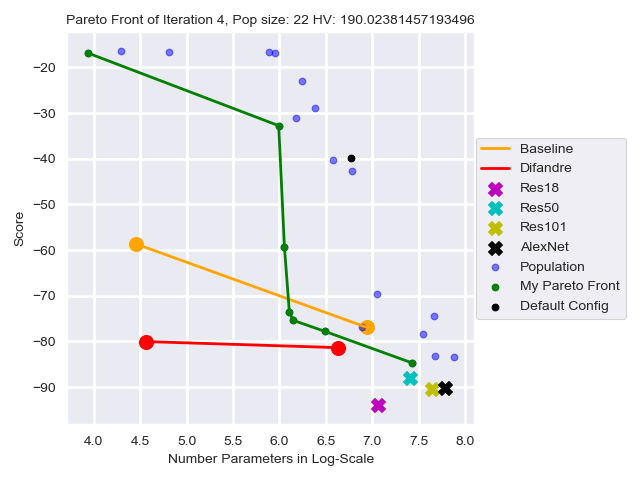 Pareto Front of Iteration 4, Pop size: 22 HV: 190.02381457193496
−20
−30
−40
−50
−60
−70
−80
−90
Score
4.0 4.5 5.0 5.5 6.0 6.5 7.0 7.5 8.0
Number Parameters in Log-Scale
Baseline
Difandre
Res18
Res50
Res101
AlexNet
Population
My Pareto Front
Default Config